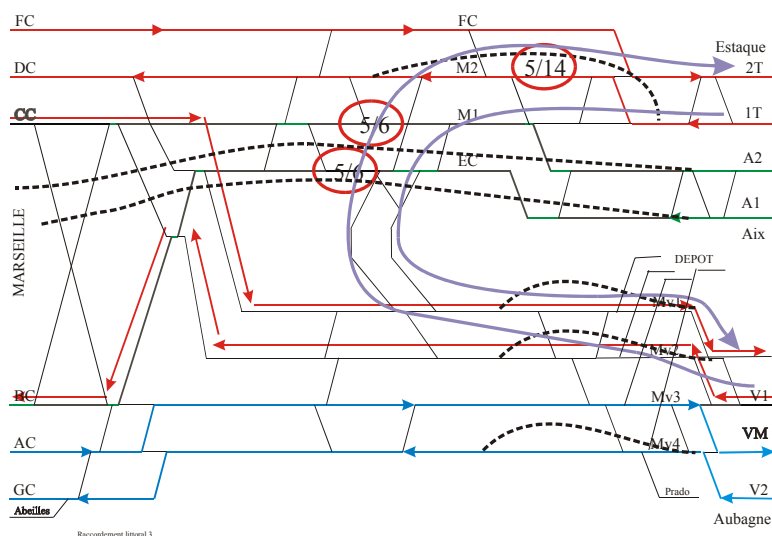 FC FC
Estaque
DC M2 5/14 2T
CC 5/6 M1 1T
5/6 EC A2
A1
Aix
MARSEILLE
DEPOT
Mv1
Mv2
BC Mv3 V1
AC Mv4 VM
GC Prado V2
Abeilles Aubagne
Raccordement littoral 3